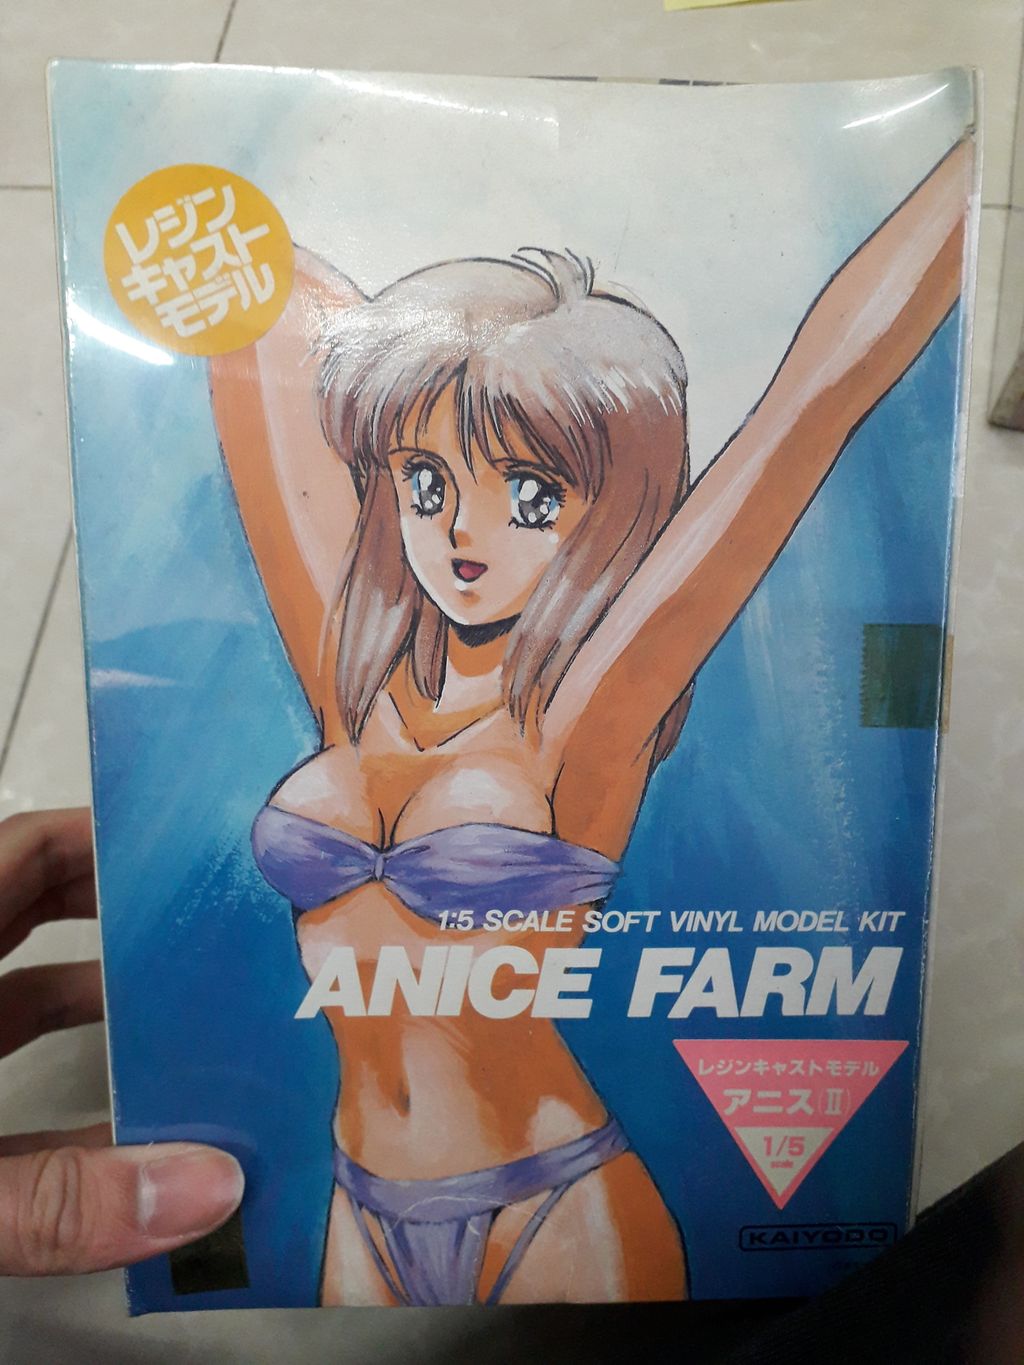 レジン
キャスト
モデル
1:5 SCALE SOFT VINYL MODEL KIT
ANICE FARM
レジンキャストモデル
アニス(II)
1/5
scale
KAIYODO